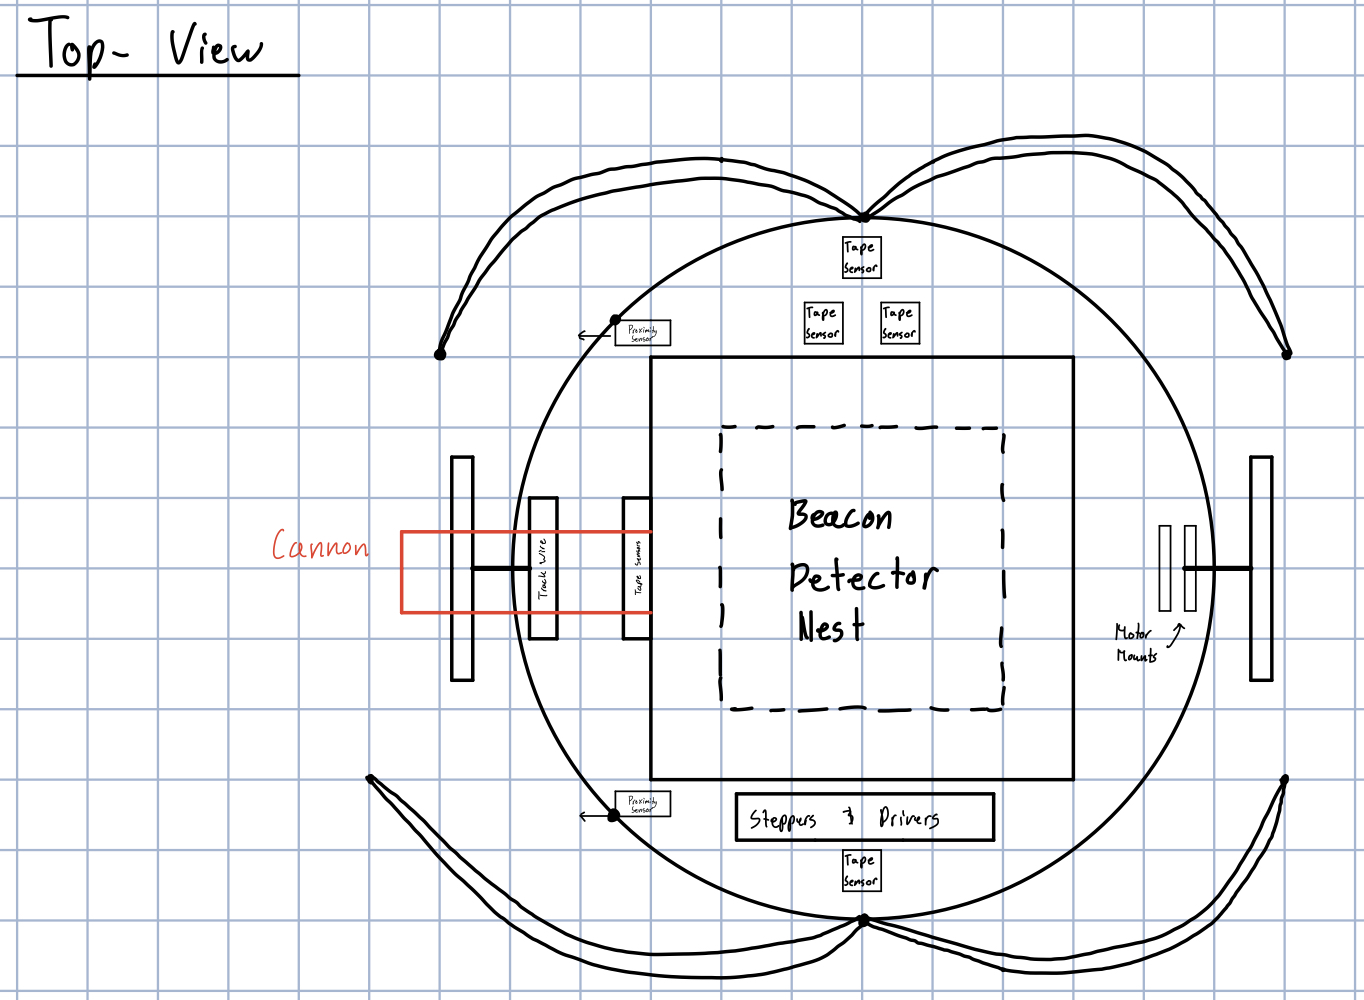 Top- View
Tape
Sensor
Tape
Sensor
Tape
Sensor
Proximity
Sensor
Cannon
Track Wire
Tape Sensors
Beacon
Detector
Nest
Motor
Mounts
Proximity
Sensor
Steppers & Drivers
Tape
Sensor